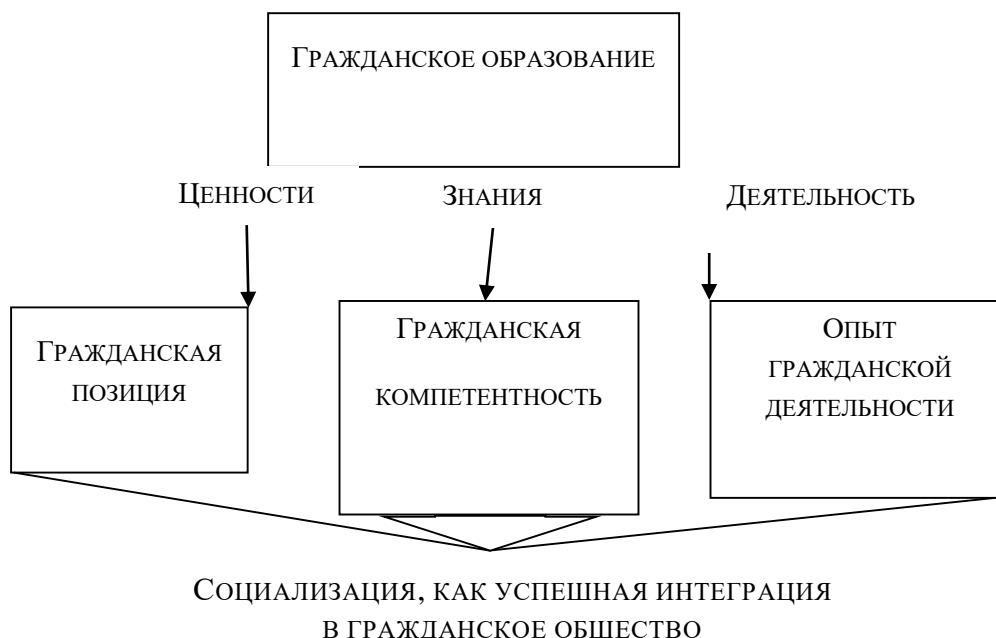 Гражданское образование
Ценности
Знания
Деятельность
Гражданская
позиция
Гражданская
компетентность
Опыт
гражданской
деятельности
Социализация, как успешная интеграция
в гражданское общество